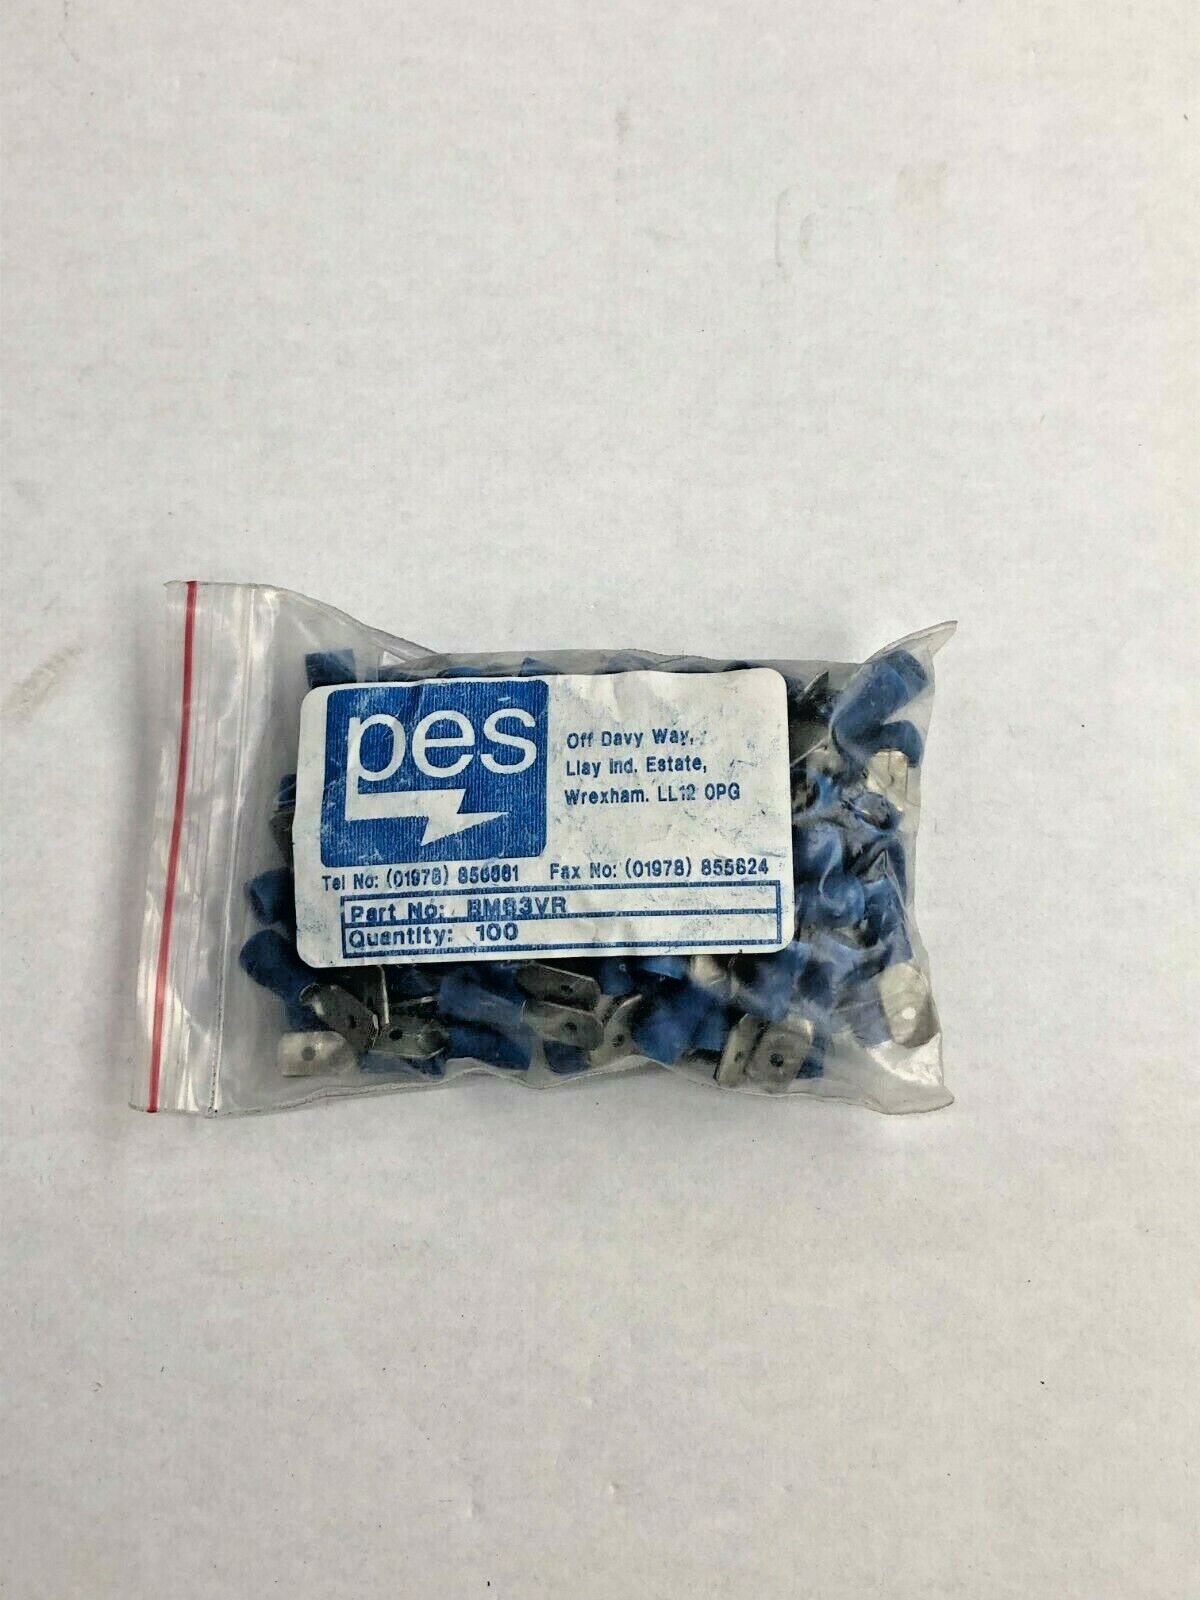 pes
Off Davy Way,
Llay Ind. Estate,
Wrexham. LL12 0PG
Tel No: (01978) 856661 Fax No: (01978) 855824
Part No: BM63VR
Quantity: 100